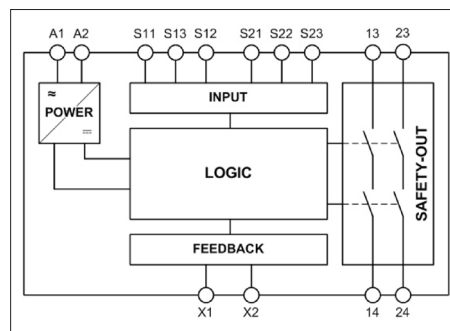 A1 A2 S11 S13 S12 S21 S22 S23 13 23
≈
POWER
INPUT
LOGIC
SAFETY-OUT
FEEDBACK
X1 X2 14 24